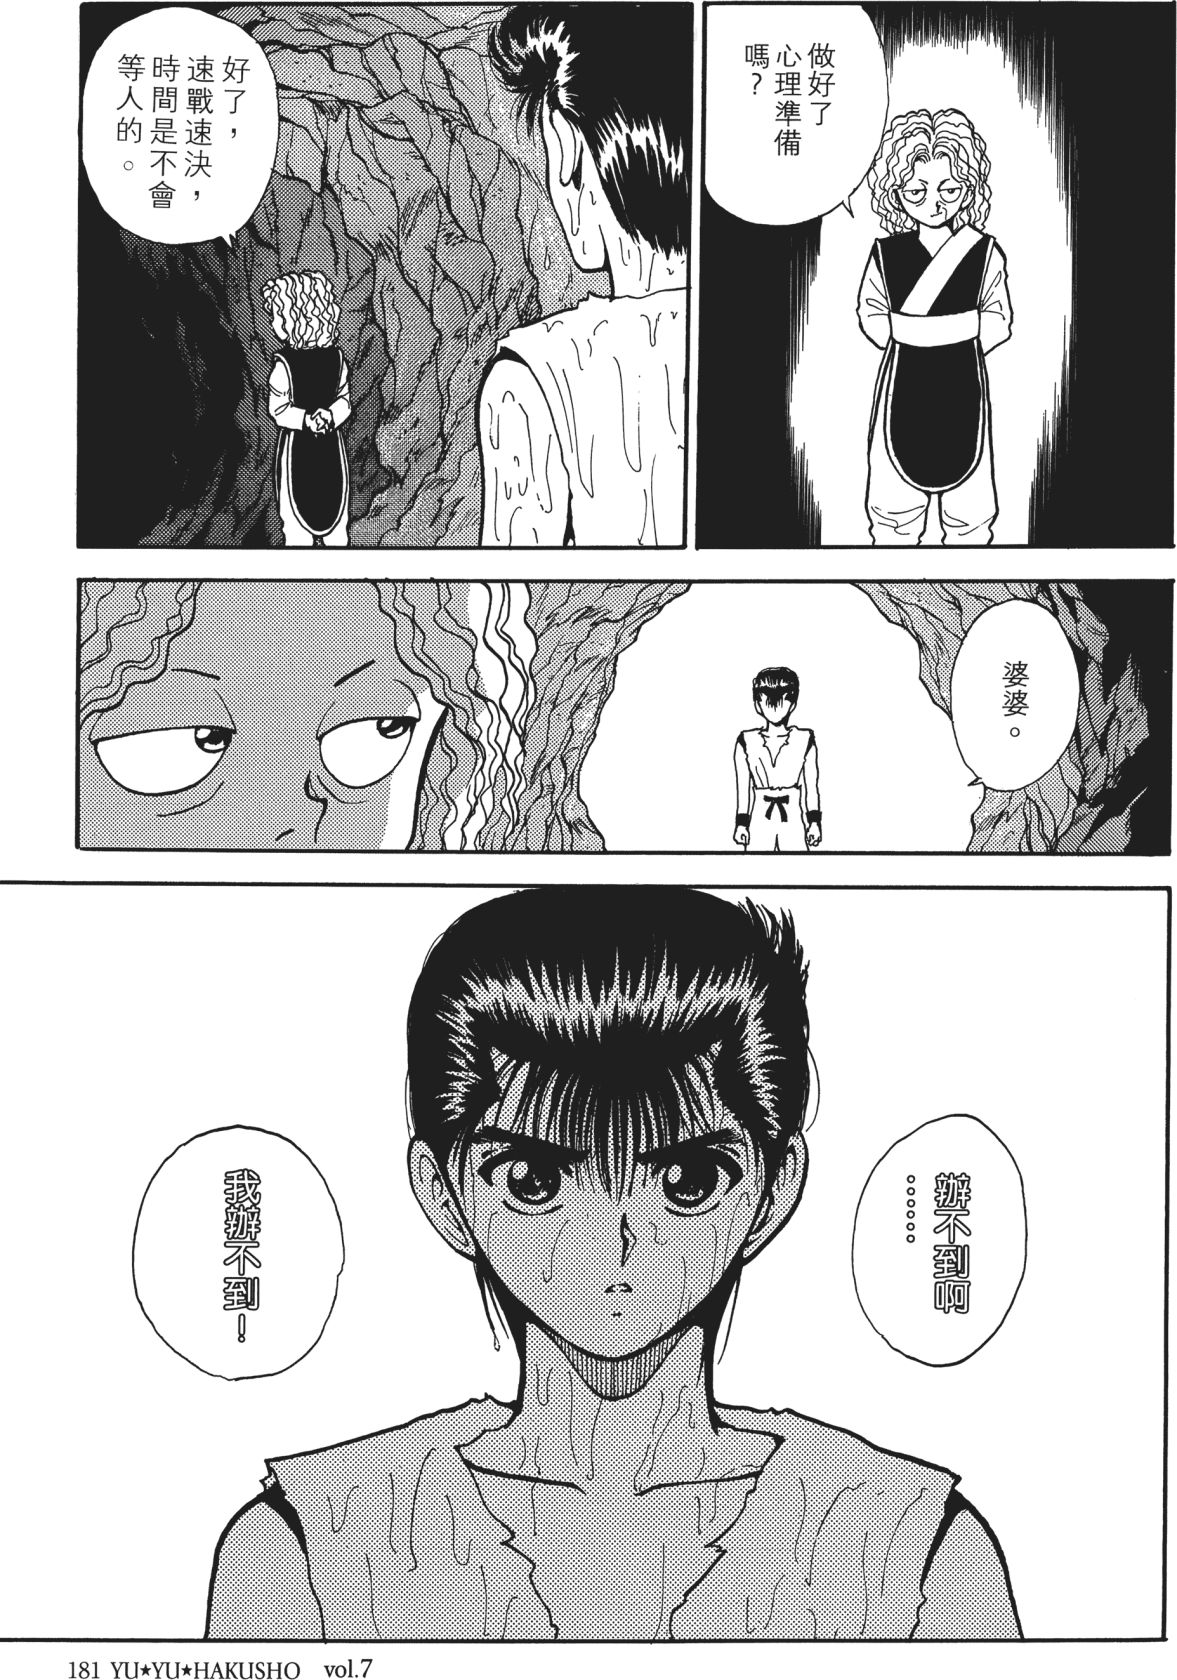 做好了
心理準備
嗎?
好了，
速戰速決，
時間是不會
等人的。
婆婆。
辦不到啊
……
我辦不到!
181 YU★YU★HAKUSHO vol.7